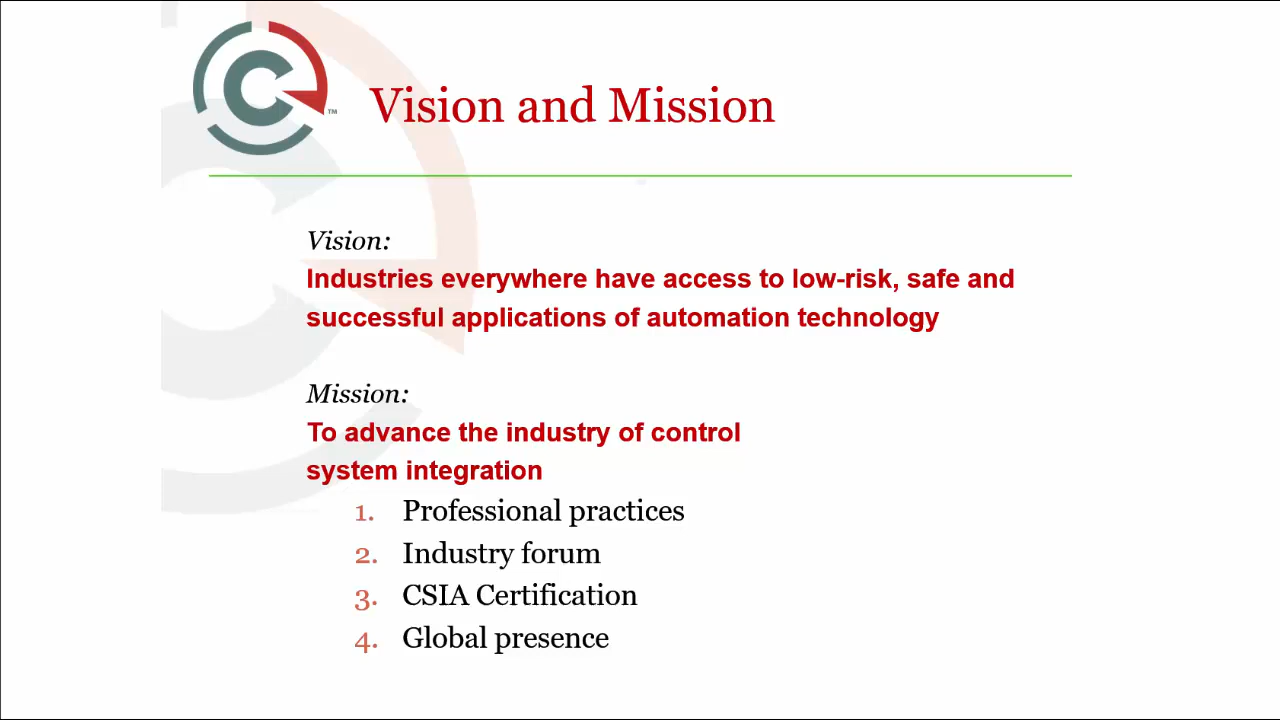 C
TM
Vision and Mission
Vision:
Industries everywhere have access to low-risk, safe and
successful applications of automation technology
Mission:
To advance the industry of control
system integration
1. Professional practices
2. Industry forum
3. CSIA Certification
4. Global presence